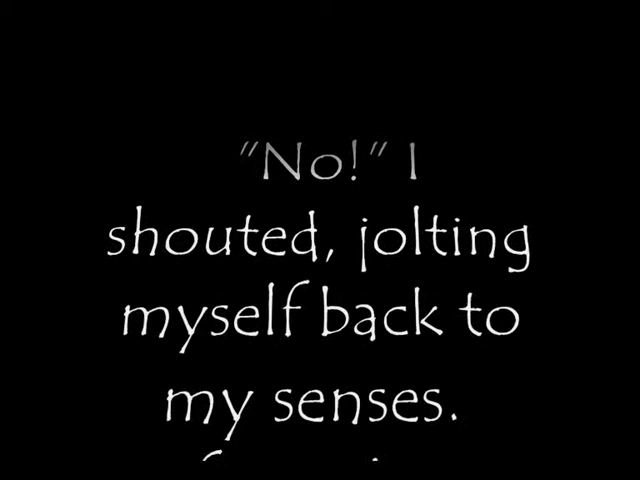 "No!" I
shouted, jolting
myself back to
my senses.